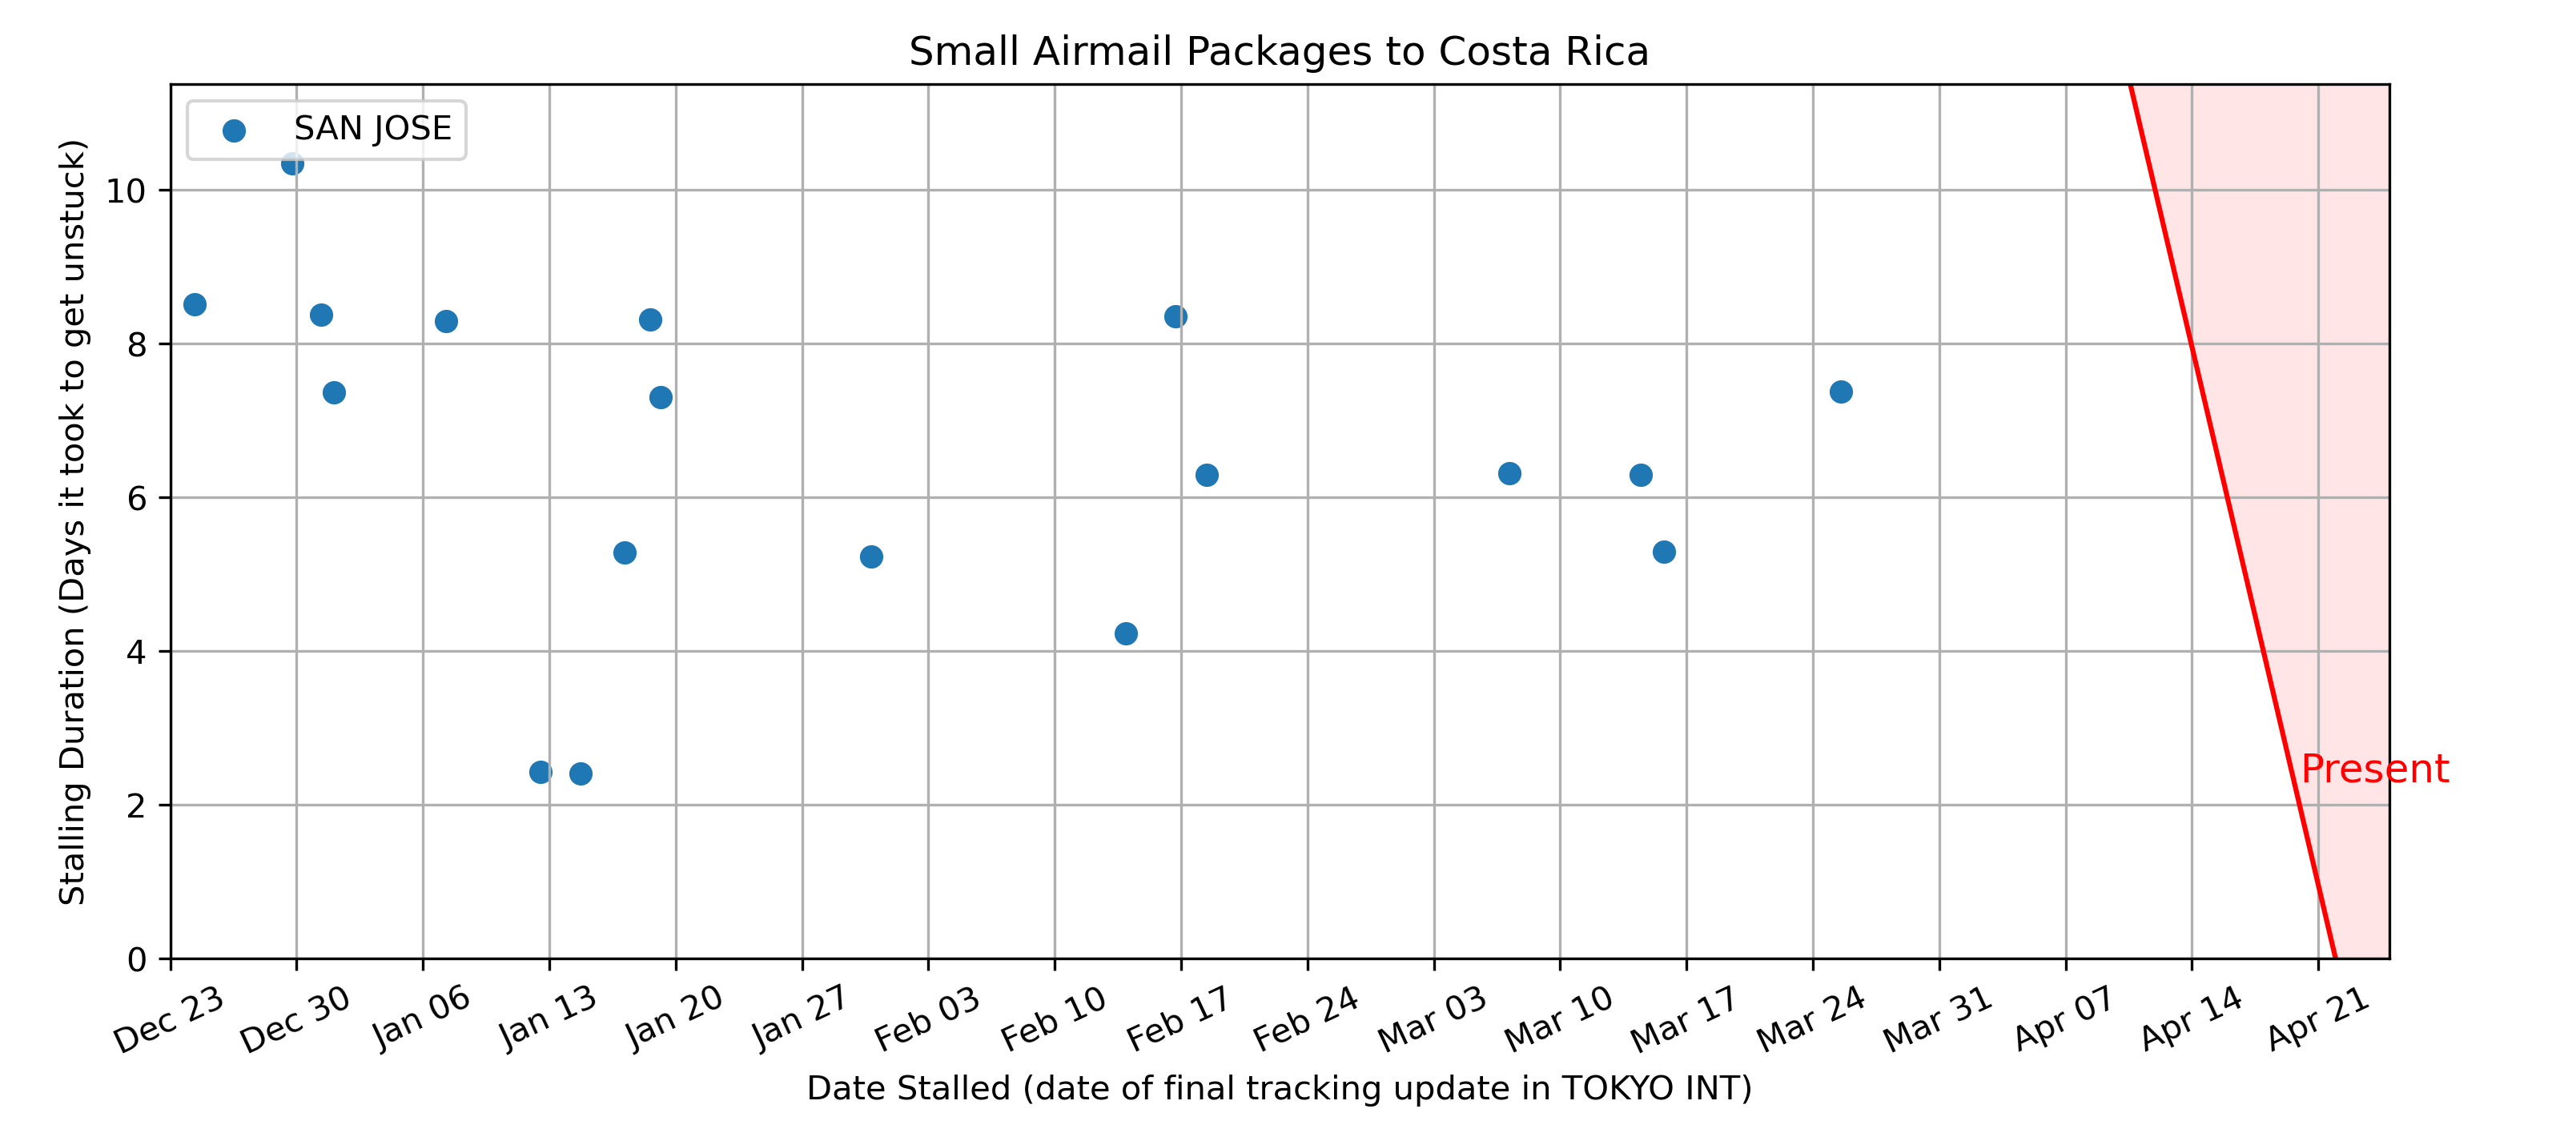 Small Airmail Packages to Costa Rica
SAN JOSE
Stalling Duration (Days it took to get unstuck)
10
8
6
4
2
0
Present
Dec 23
Dec 30
Jan 06
Jan 13
Jan 20
Jan 27
Feb 03
Feb 10
Feb 17
Feb 24
Mar 03
Mar 10
Mar 17
Mar 24
Mar 31
Apr 07
Apr 14
Apr 21
Date Stalled (date of final tracking update in TOKYO INT)